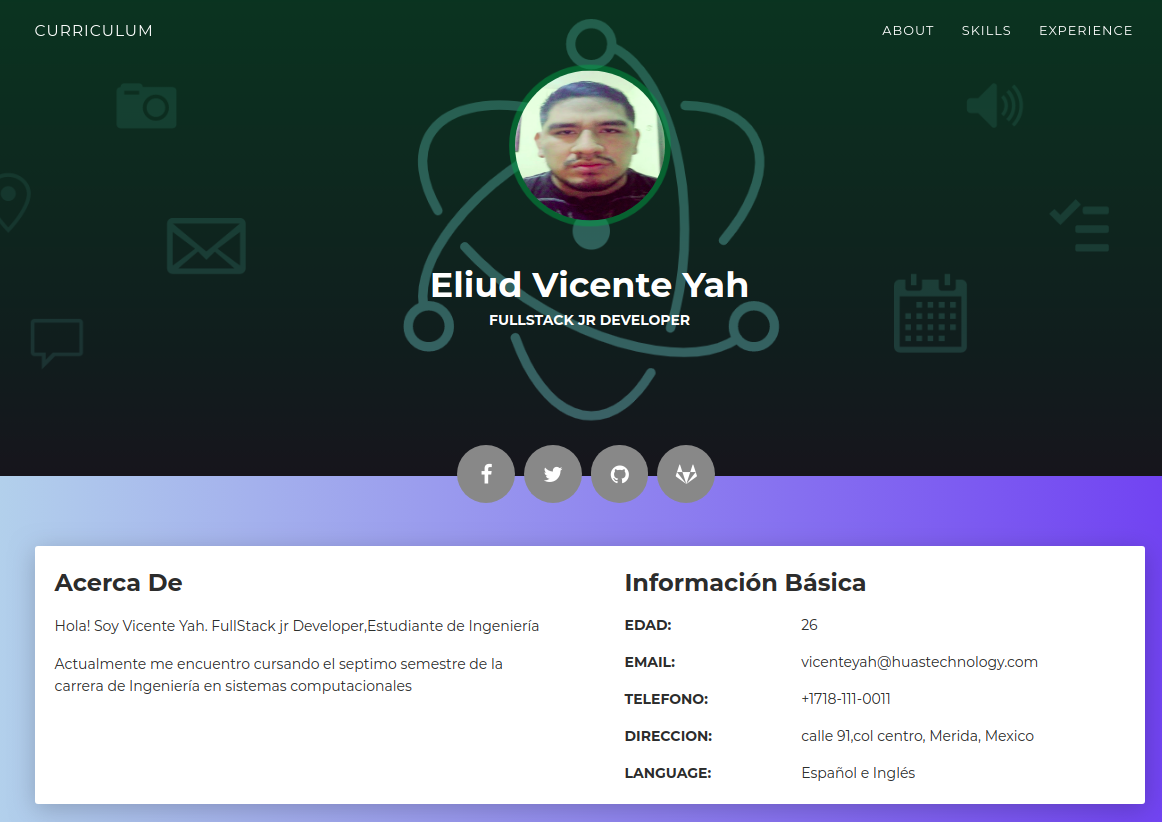 CURRICULUM
ABOUT SKILLS EXPERIENCE
Eliud Vicente Yah
FULLSTACK JR DEVELOPER
Acerca De
Hola! Soy Vicente Yah. FullStack jr Developer,Estudiante de Ingeniería
Actualmente me encuentro cursando el septimo semestre de la
carrera de Ingeniería en sistemas computacionales
Información Básica
EDAD: 26
EMAIL: vicenteyah@huastechnology.com
TELEFONO: +1718-111-0011
DIRECCION: calle 91,col centro, Merida, Mexico
LANGUAGE: Español e Inglés